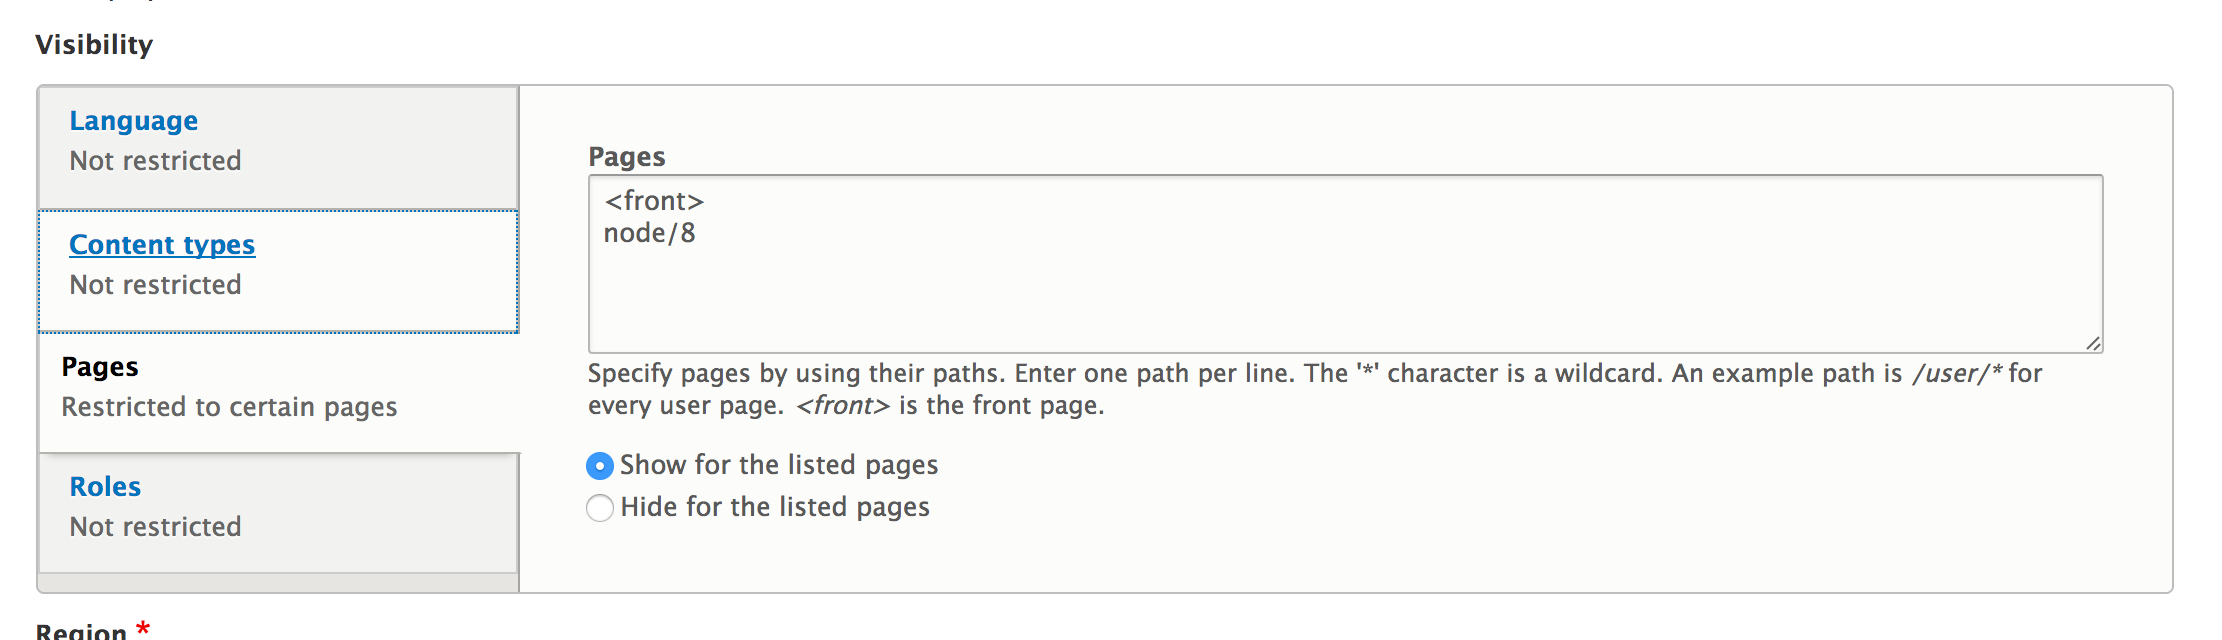 Visibility
Language
Not restricted
Content types
Not restricted
Pages
Restricted to certain pages
Roles
Not restricted
Pages
<front>
node/8
Specify pages by using their paths. Enter one path per line. The '*' character is a wildcard. An example path is /user/* for
every user page. <front> is the front page.
Show for the listed pages
Hide for the listed pages
Region *